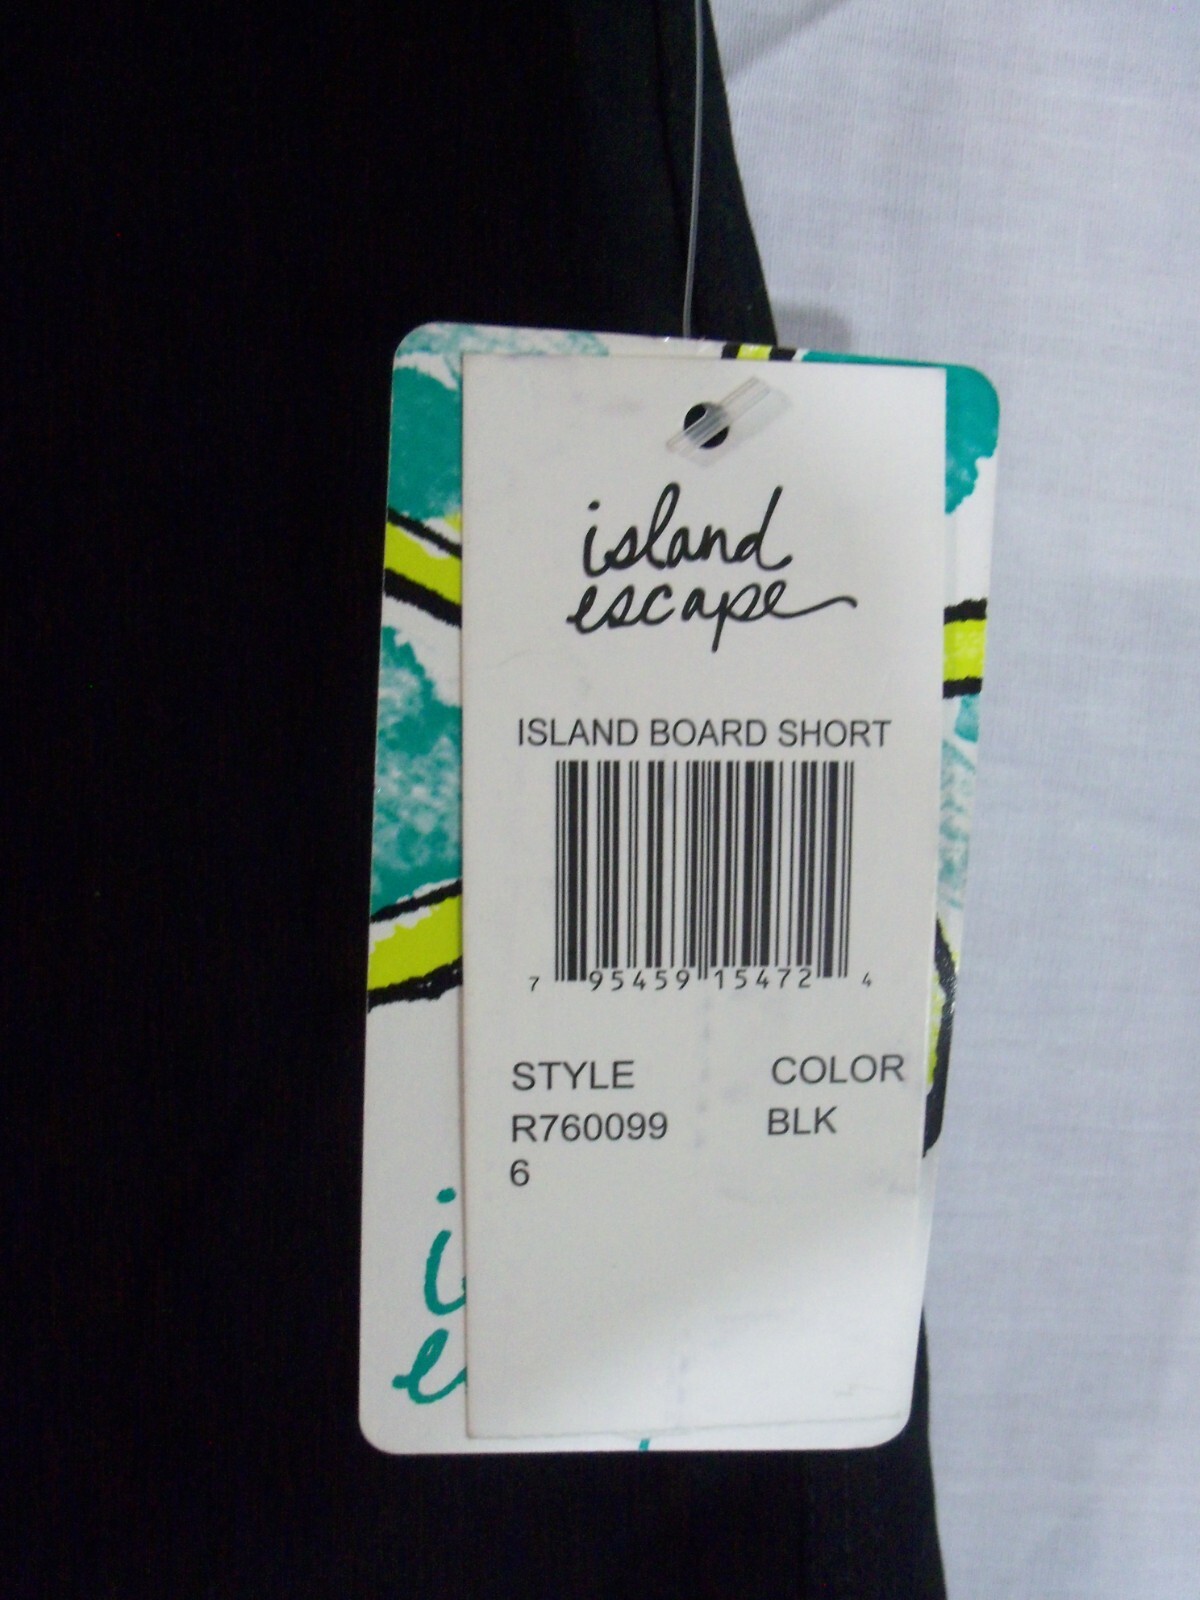 island
escape
ISLAND BOARD SHORT
7 95459 15472 4
STYLE COLOR
R760099 BLK
6